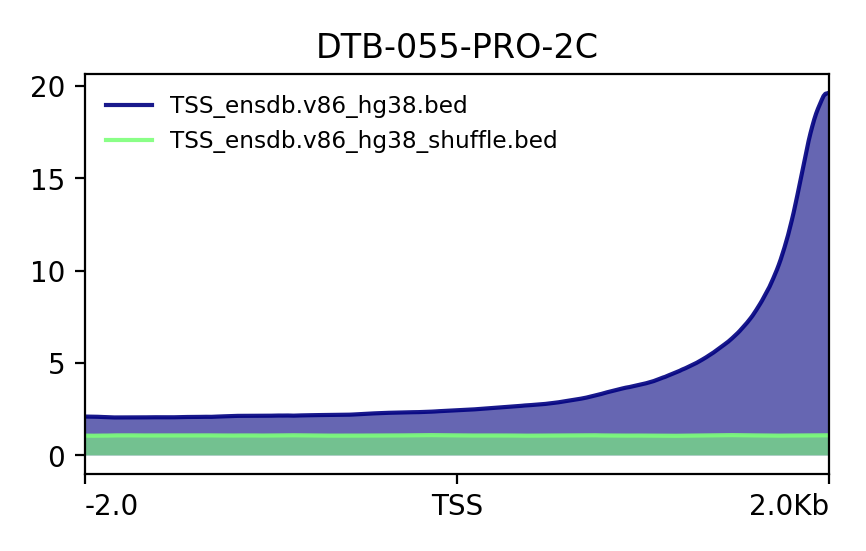 DTB-055-PRO-2C
20
15
10
5
0
TSS_ensdb.v86_hg38.bed
TSS_ensdb.v86_hg38_shuffle.bed
-2.0 TSS 2.0Kb